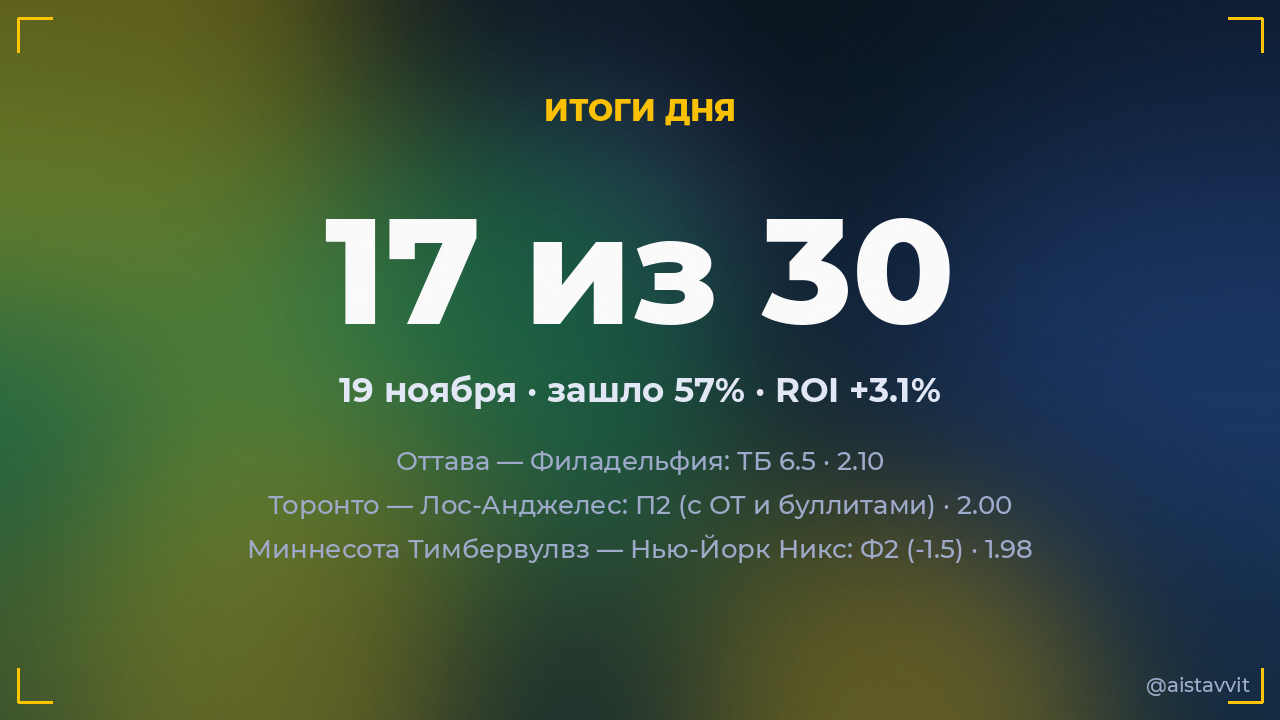 ИТОГИ ДНЯ
17 из 30
19 ноября · зашло 57% · ROI +3.1%
Оттава — Филадельфия: ТБ 6.5 · 2.10
Торонто — Лос-Анджелес: П2 (с ОТ и буллитами) · 2.00
Миннесота Тимбервулвз — Нью-Йорк Никс: Ф2 (-1.5) · 1.98
@aistavvit